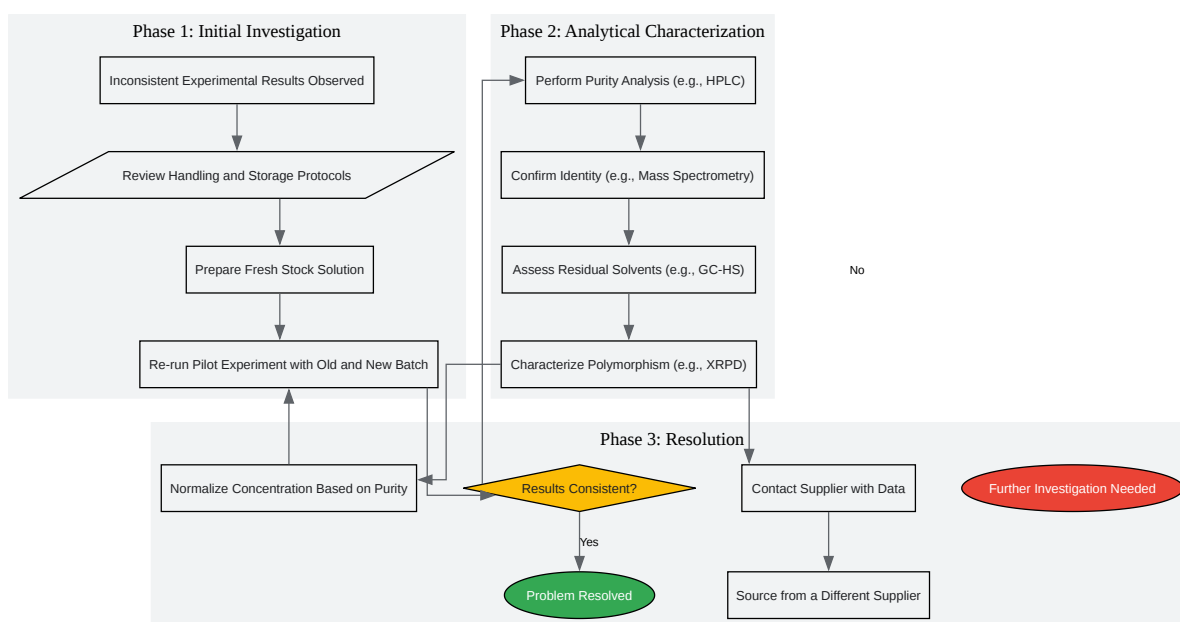 Phase 1: Initial Investigation
Inconsistent Experimental Results Observed
Review Handling and Storage Protocols
Prepare Fresh Stock Solution
Re-run Pilot Experiment with Old and New Batch
Phase 2: Analytical Characterization
Perform Purity Analysis (e.g., HPLC)
Confirm Identity (e.g., Mass Spectrometry)
Assess Residual Solvents (e.g., GC-HS)
Characterize Polymorphism (e.g., XRPD)
No
Phase 3: Resolution
Normalize Concentration Based on Purity
Results Consistent?
Contact Supplier with Data
Further Investigation Needed
Yes
Problem Resolved
Source from a Different Supplier